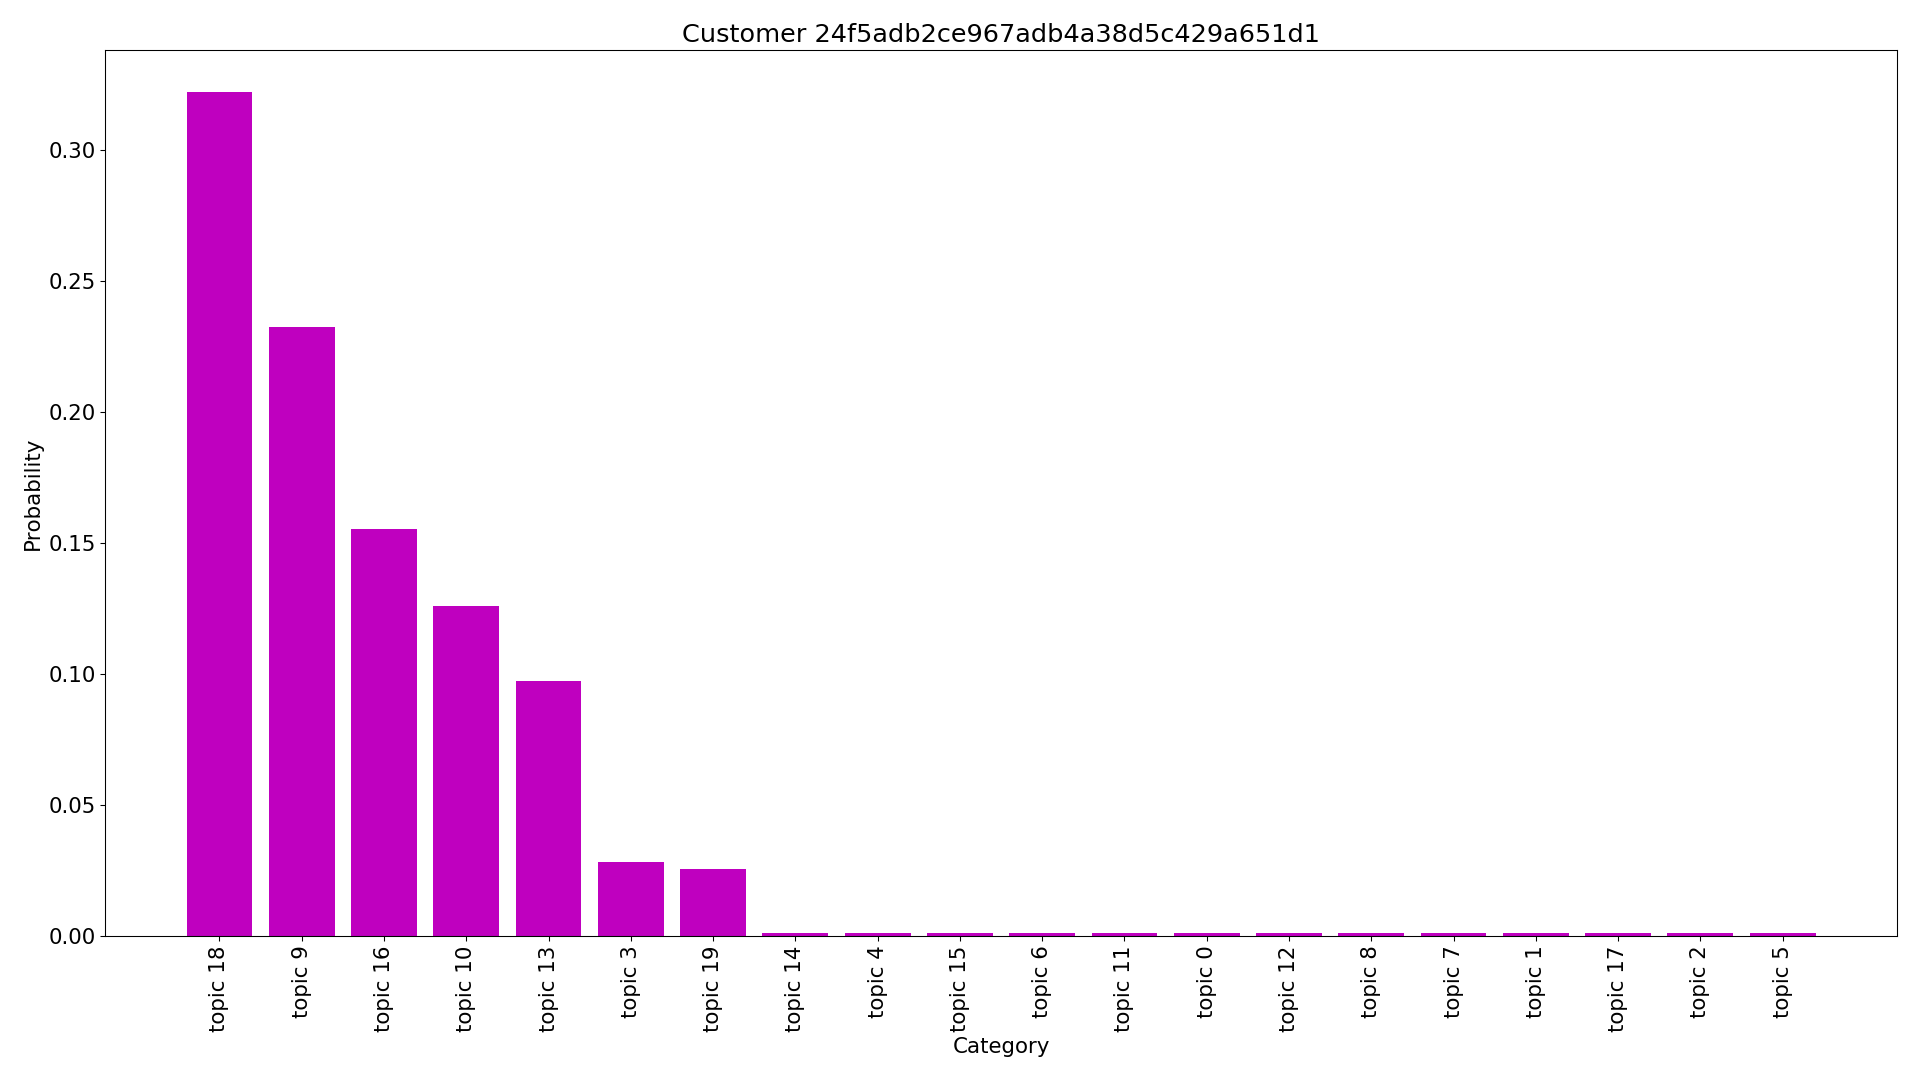 Customer 24f5adb2ce967adb4a38d5c429a651d1
Probability
0.30
0.25
0.20
0.15
0.10
0.05
0.00
topic 18
topic 9
topic 16
topic 10
topic 13
topic 3
topic 19
topic 14
topic 4
topic 15
topic 6
topic 11
topic 0
topic 12
topic 8
topic 7
topic 1
topic 17
topic 2
topic 5
Category